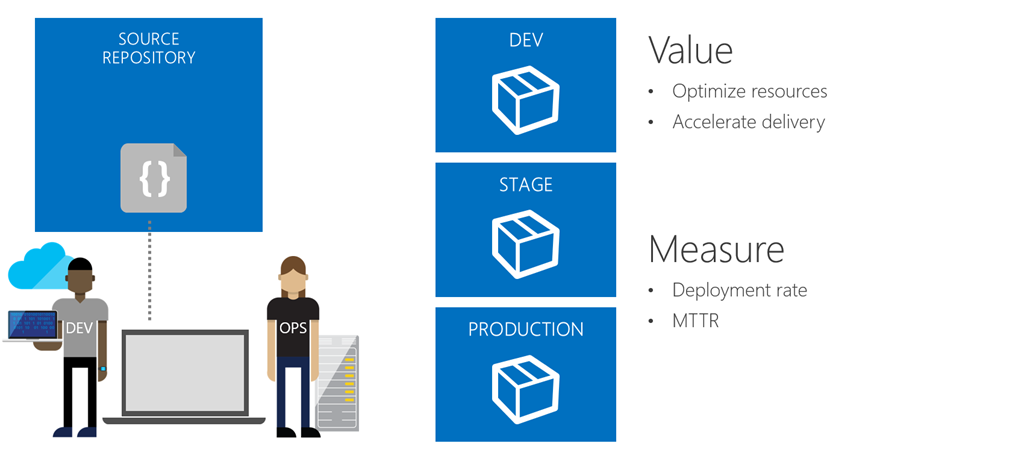 SOURCE
REPOSITORY
{}
DEV
OPS
DEV
STAGE
PRODUCTION
Value
• Optimize resources
• Accelerate delivery
Measure
• Deployment rate
• MTTR